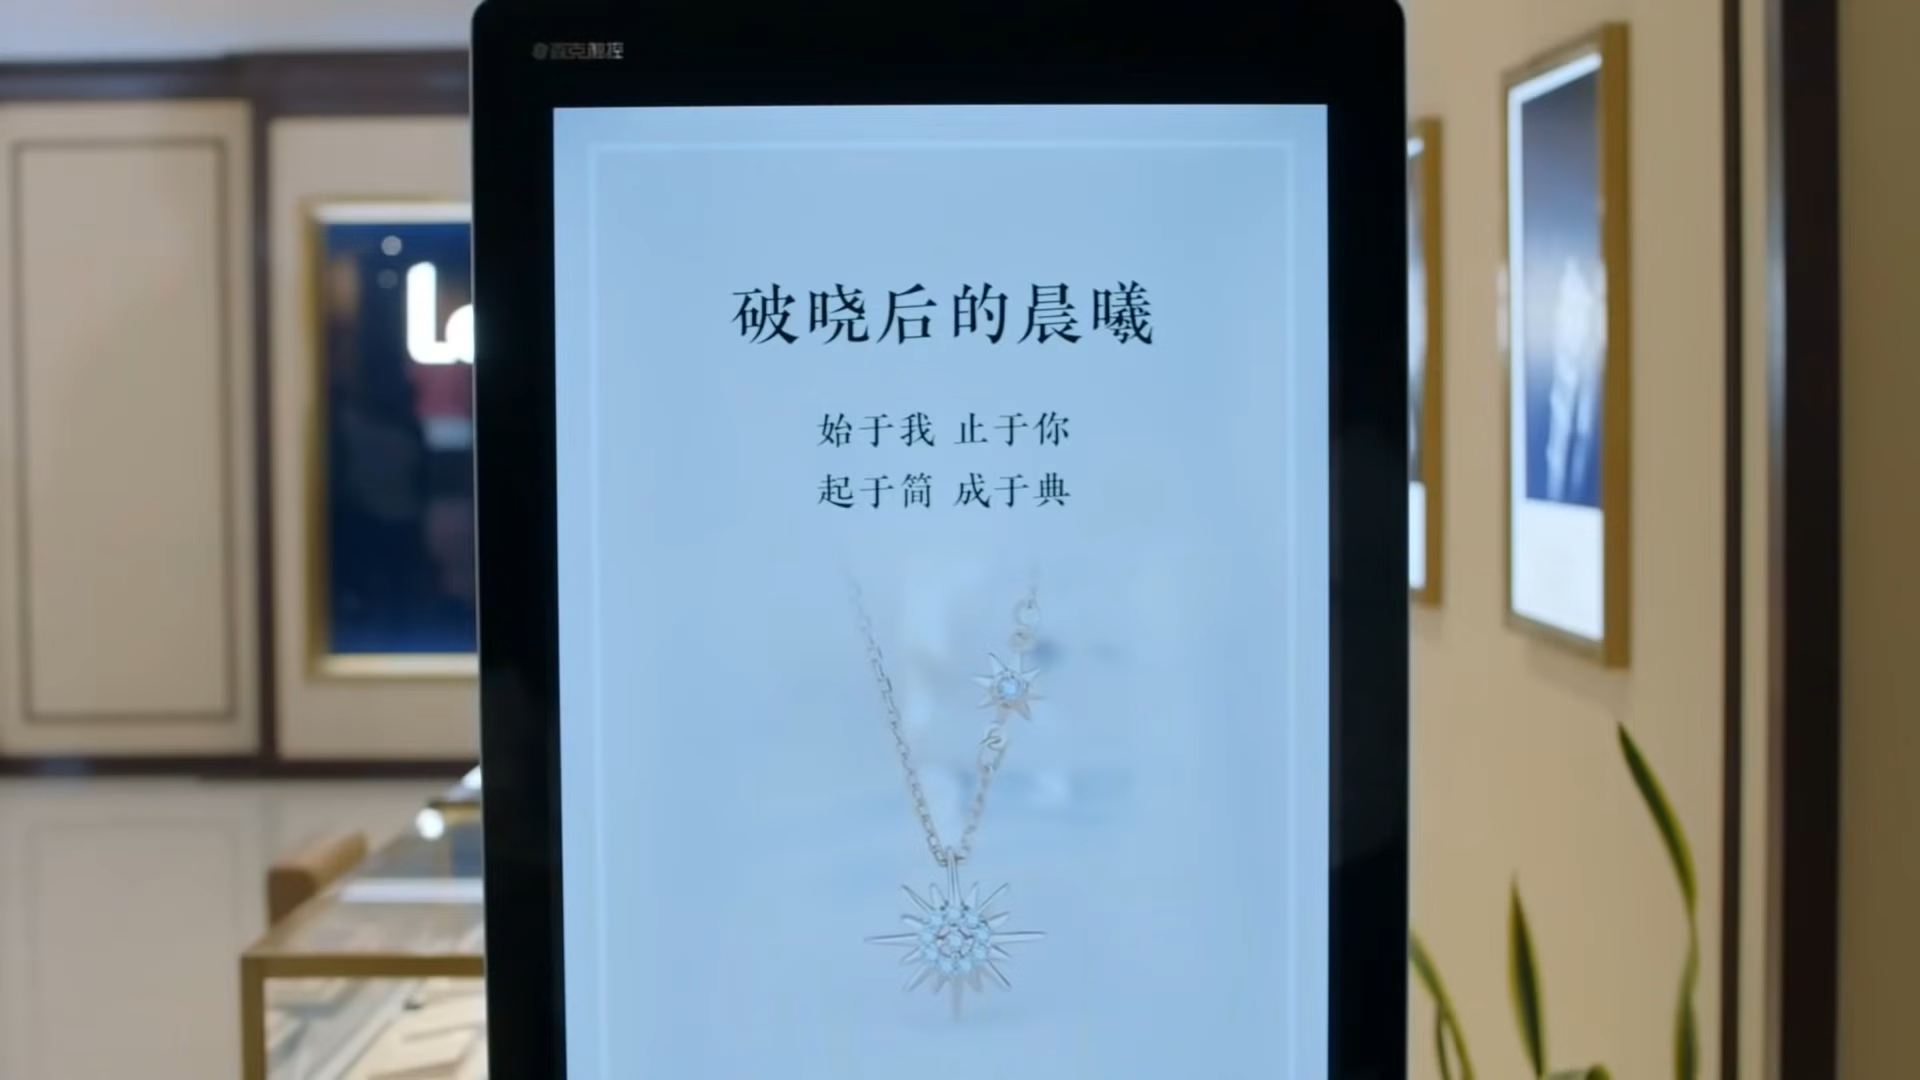 破晓后的晨曦
始于我 止于你
起于简 成于典